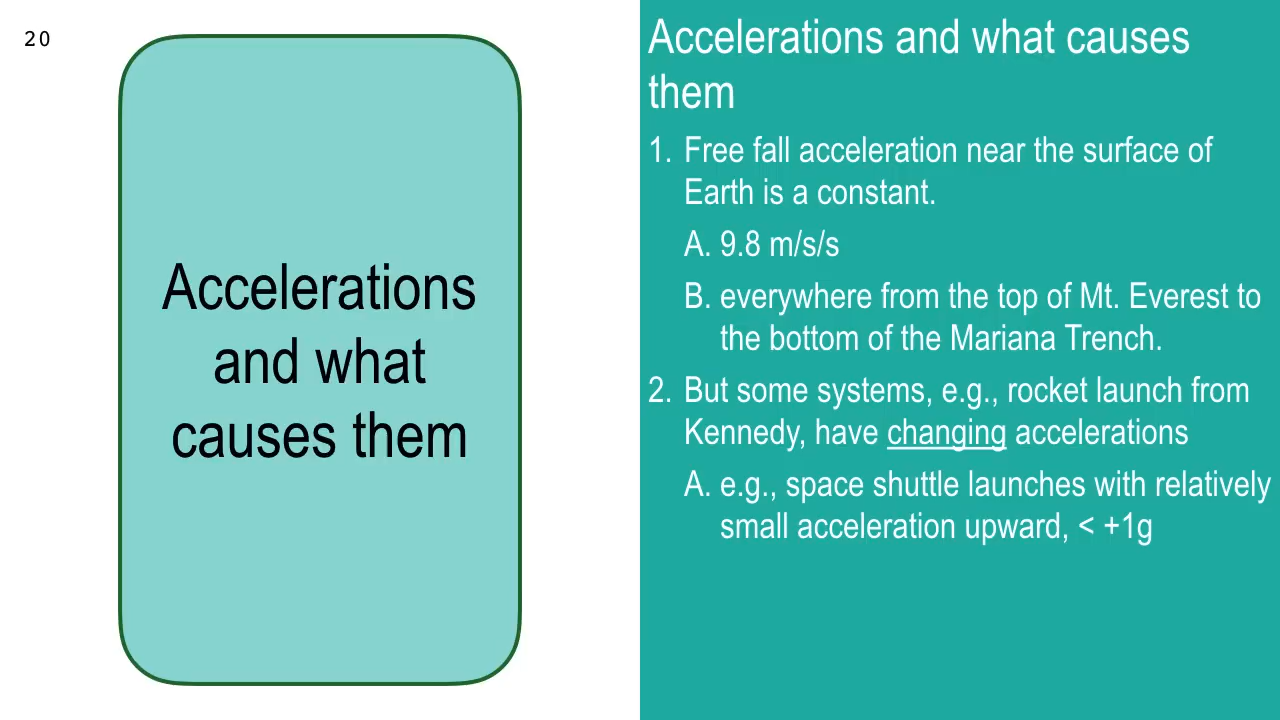 20
Accelerations
and what
causes them
Accelerations and what causes
them
1. Free fall acceleration near the surface of
Earth is a constant.
A. 9.8 m/s/s
B. everywhere from the top of Mt. Everest to
the bottom of the Mariana Trench.
2. But some systems, e.g., rocket launch from
Kennedy, have changing accelerations
A. e.g., space shuttle launches with relatively
small acceleration upward, < +1g